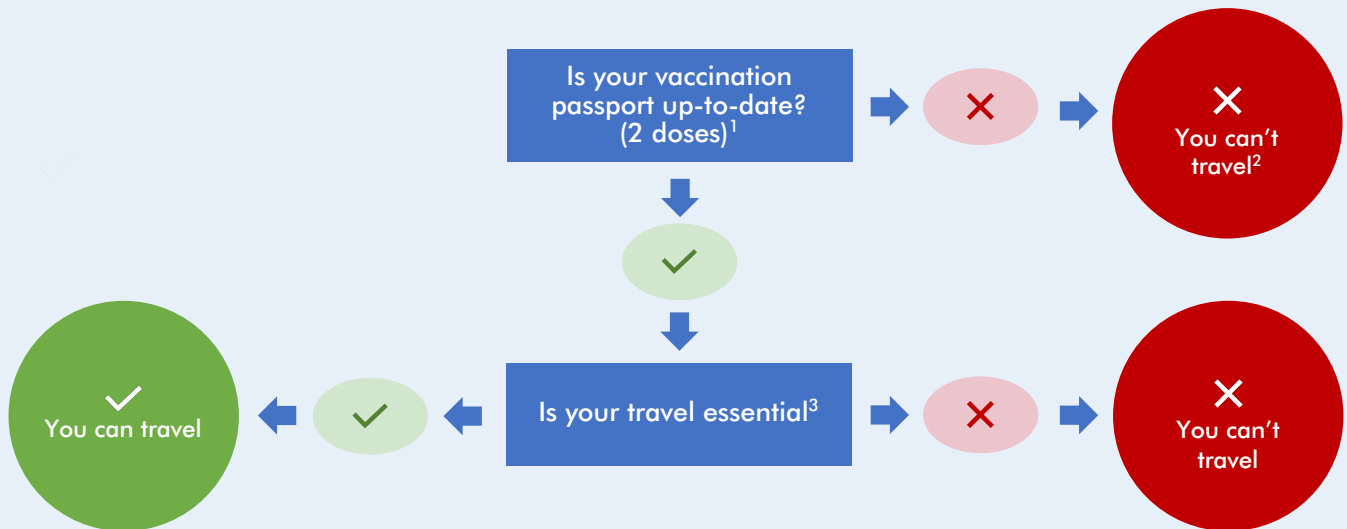 Is your vaccination
passport up-to-date?
(2 doses)¹
You can't
travel²
Is your travel essential³
You can travel
You can't
travel